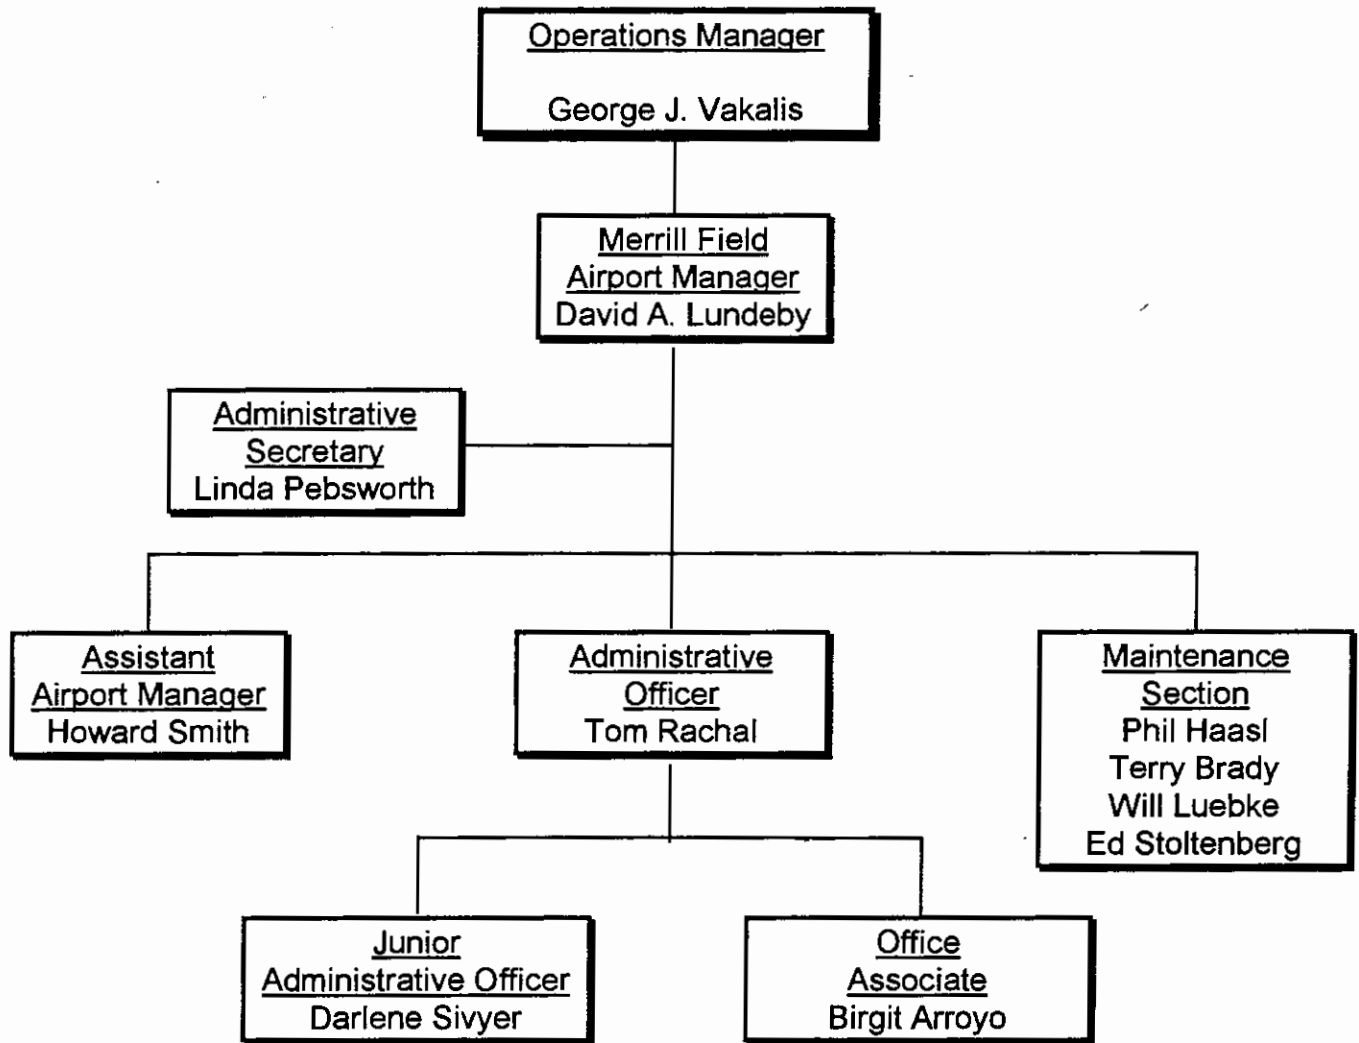 Operations Manager
George J. Vakalis
Merrill Field
Airport Manager
David A. Lundeby
Administrative
Secretary
Linda Pebsworth
Assistant
Airport Manager
Howard Smith
Administrative
Officer
Tom Rachal
Maintenance
Section
Phil Haasl
Terry Brady
Will Luebke
Ed Stoltenberg
Junior
Administrative Officer
Darlene Sivyer
Office
Associate
Birgit Arroyo